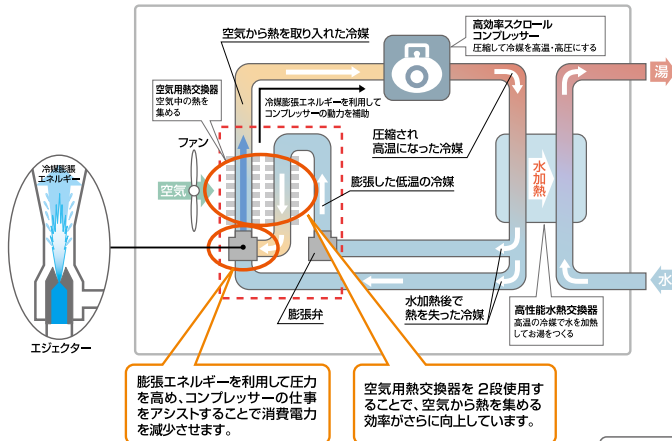 空気から熱を取り入れた冷媒
高効率スクロール
コンプレッサー
圧縮して冷媒を高温・高圧にする
湯
空気用熱交換器
空気中の熱を
集める
冷媒膨張エネルギーを利用して
コンプレッサーの動力を補助
圧縮され
高温になった冷媒
ファン
冷媒膨張
エネルギー
空気
水加熱
膨張した低温の冷媒
水
膨張弁
水加熱後で
熱を失った冷媒
高性能水熱交換器
高温の冷媒で水を加熱
してお湯をつくる
エジェクター
膨張エネルギーを利用して圧力
を高め、コンプレッサーの仕事
をアシストすることで消費電力
を減少させます。
空気用熱交換器を2段使用す
ることで、空気から熱を集める
効率がさらに向上しています。